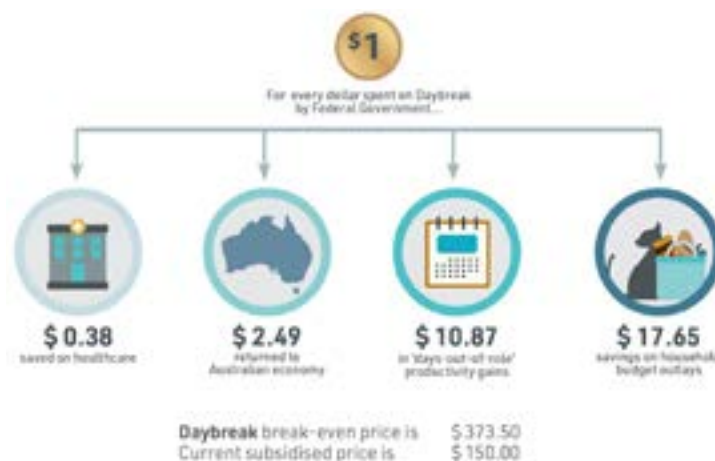 $1
For every dollar spent on Daybreak
by Federal Government...
$0.38
saved on healthcare
$2.49
returned to
Australian economy
$10.87
in 'days-out-of-role'
productivity gains
$17.65
savings on household
budget outlays
Daybreak break-even price is $373.50
Current subsidised price is $150.00